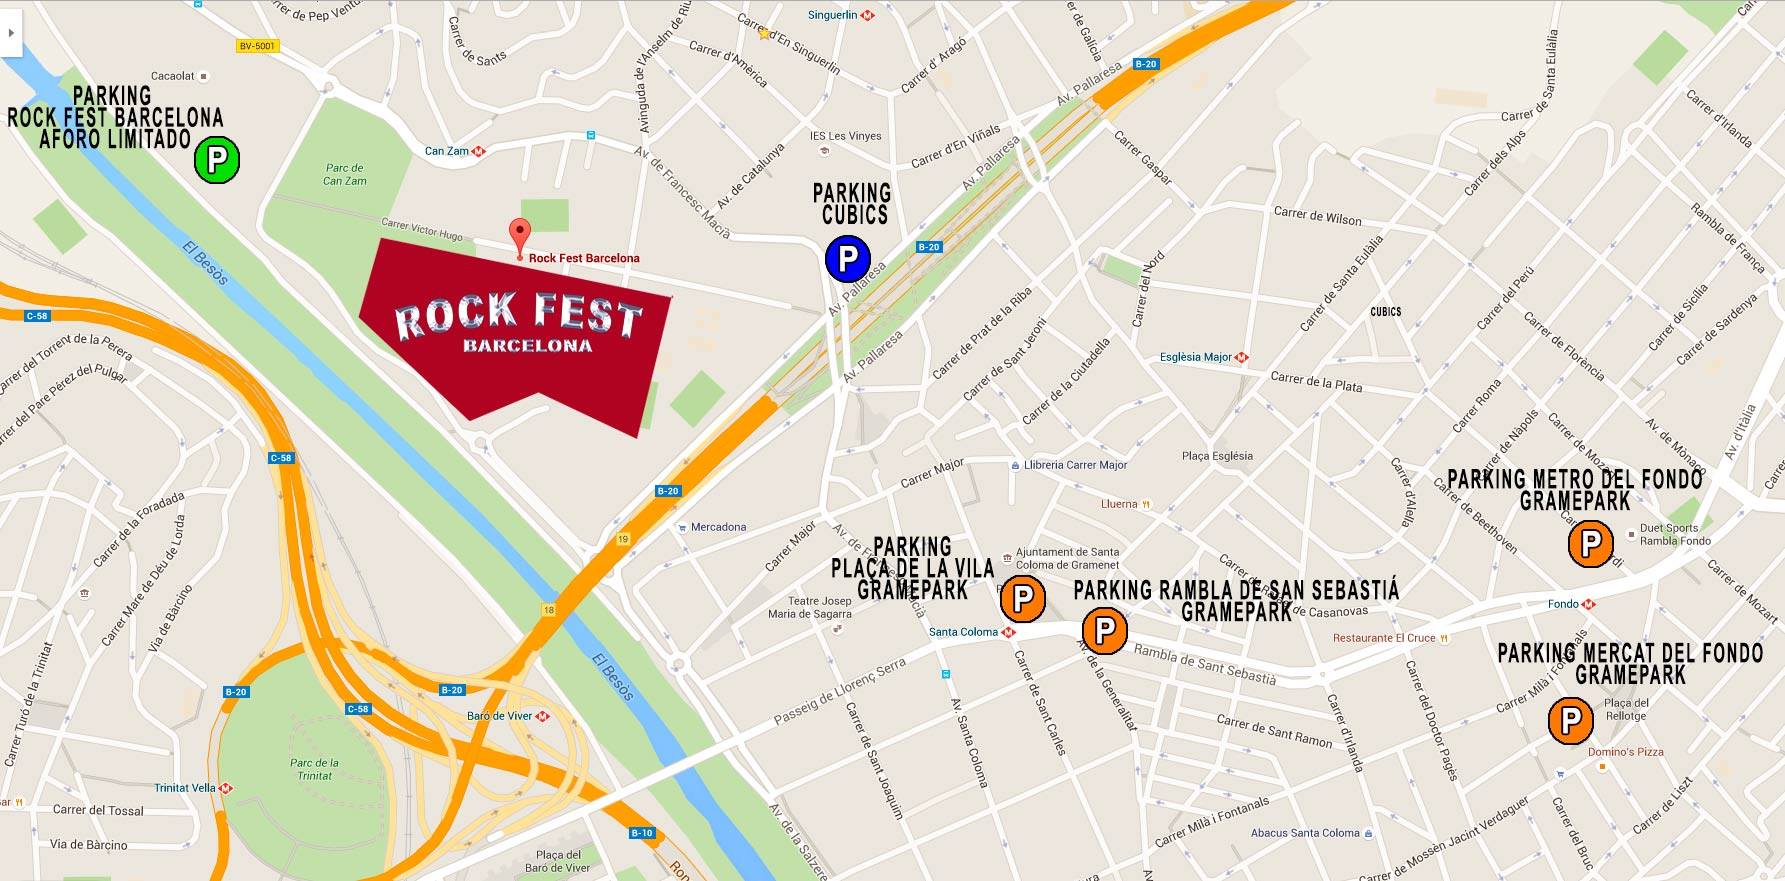 Carrer de Pep Ventu
BV-5001
Cacaolat
PARKING
ROCK FEST BARCELONA
AFORO LIMITADO
P
Parc de
Can Zam
Can Zam
Carrer de Sants
Avinguda de l'Anselm de Riu
Singuerlin
Carrer d'En Singuerlin
Carrer d'Amèrica
Carrer d'Aragó
Carrer de Galícia
B-20
Av. Pallaresa
IES Les Vinyes
Carrer d'En Viñals
Av. Pallaresa
Av. de Catalunya
Av. de Francesc Macià
PARKING
CUBICS
P
B-20
Av. Pallaresa
Av. Pallaresa
Carrer Victor Hugo
Rock Fest Barcelona
ROCK FEST
BARCELONA
El Besòs
C-58
Carrer del Torrent de la Perera
Carrer del Pare Pérez del Pulgar
C-58
Carrer de la Foradada
Carrer Mare de Déu de Lorda
Via de Bàrcino
Carrer Turó de la Trinitat
Carrer Gaspar
Carrer de Wilson
Carrer de Santa Eulàlia
Carrer dels Alps
Carrer d'Irlanda
Rambla de França
Carrer de Santa Eulàlia
Carrer del Perú
Carrer de Sicília
Carrer de Sardenya
Carrer del Nord
Carrer de Prat de la Riba
Carrer de Sant Jeroni
Carrer de la Ciutadella
CUBICS
Església Major
Carrer de la Plata
Carrer de Florència
Carrer Roma
Carrer de Nàpols
Carrer de Moza
Av. de Mònaco
Av. d'Itàlia
Plaça Església
Carrer Major
Llibreria Carrer Major
Lluerna
Carrer d'Alella
Carrer de Beethoven
PARKING METRO DEL FONDO
GRAMEPARK
P
Duet Sports
Rambla Fondo
Carrer de Mozart
B-20
19
Mercadona
Carrer Major
18
PARKING
PLAÇA DE LA VILA
GRAMEPARK
P
Ajuntament de Santa
Coloma de Gramenet
PARKING RAMBLA DE SAN SEBASTIÁ
GRAMEPARK
P
Casanovas
Fondo
Restaurante El Cruce
Teatre Josep
Maria de Sagarra
Santa Coloma
Rambla de Sant Sebastià
PARKING MERCAT DEL FONDO
GRAMEPARK
P
Carrer Milà i Fontanals
Plaça del
Rellotge
Domino's Pizza
Passeig de Llorenç Serra
Av. de la Generalitat
Carrer de Sant Carles
Av. Santa Coloma
Carrer de Sant Joaquim
Carrer de Sant Ramon
Carrer d'Irlanda
Carrer del Doctor Pagès
Carrer Milà i Fontanals
Abacus Santa Coloma
Carrer de Mossèn Jacint Verdaguer
Carrer del Bruc
Carrer de Liszt
B-20
B-20
C-58
El Besòs
Baró de Viver
Parc de la
Trinitat
Trinitat Vella
Carrer del Tossal
Via de Bàrcino
B-10
Plaça del
Baró de Viver
Av. de la Salzere